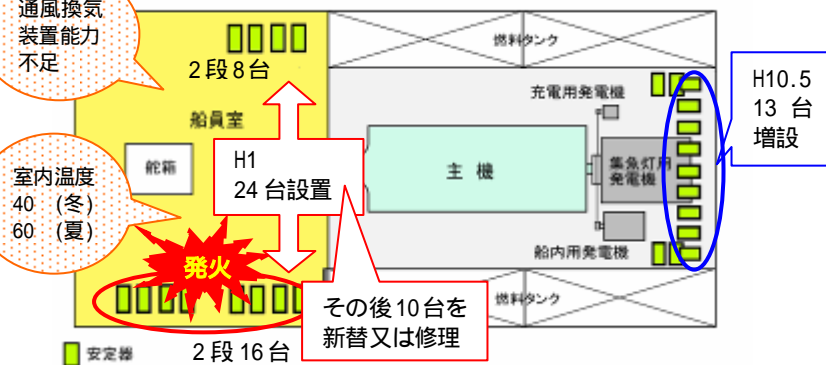 通風換気
装置能力
不足
2段8台
船員室
舵箱
室内温度
40 (冬)
60 (夏)
H1
24台設置
発火
2段16台
安定器
その後10台を
新替又は修理
燃料タンク
充電用発電機
主機
集魚灯用
発電機
船内用発電機
燃料タンク
H10.5
13 台
増設